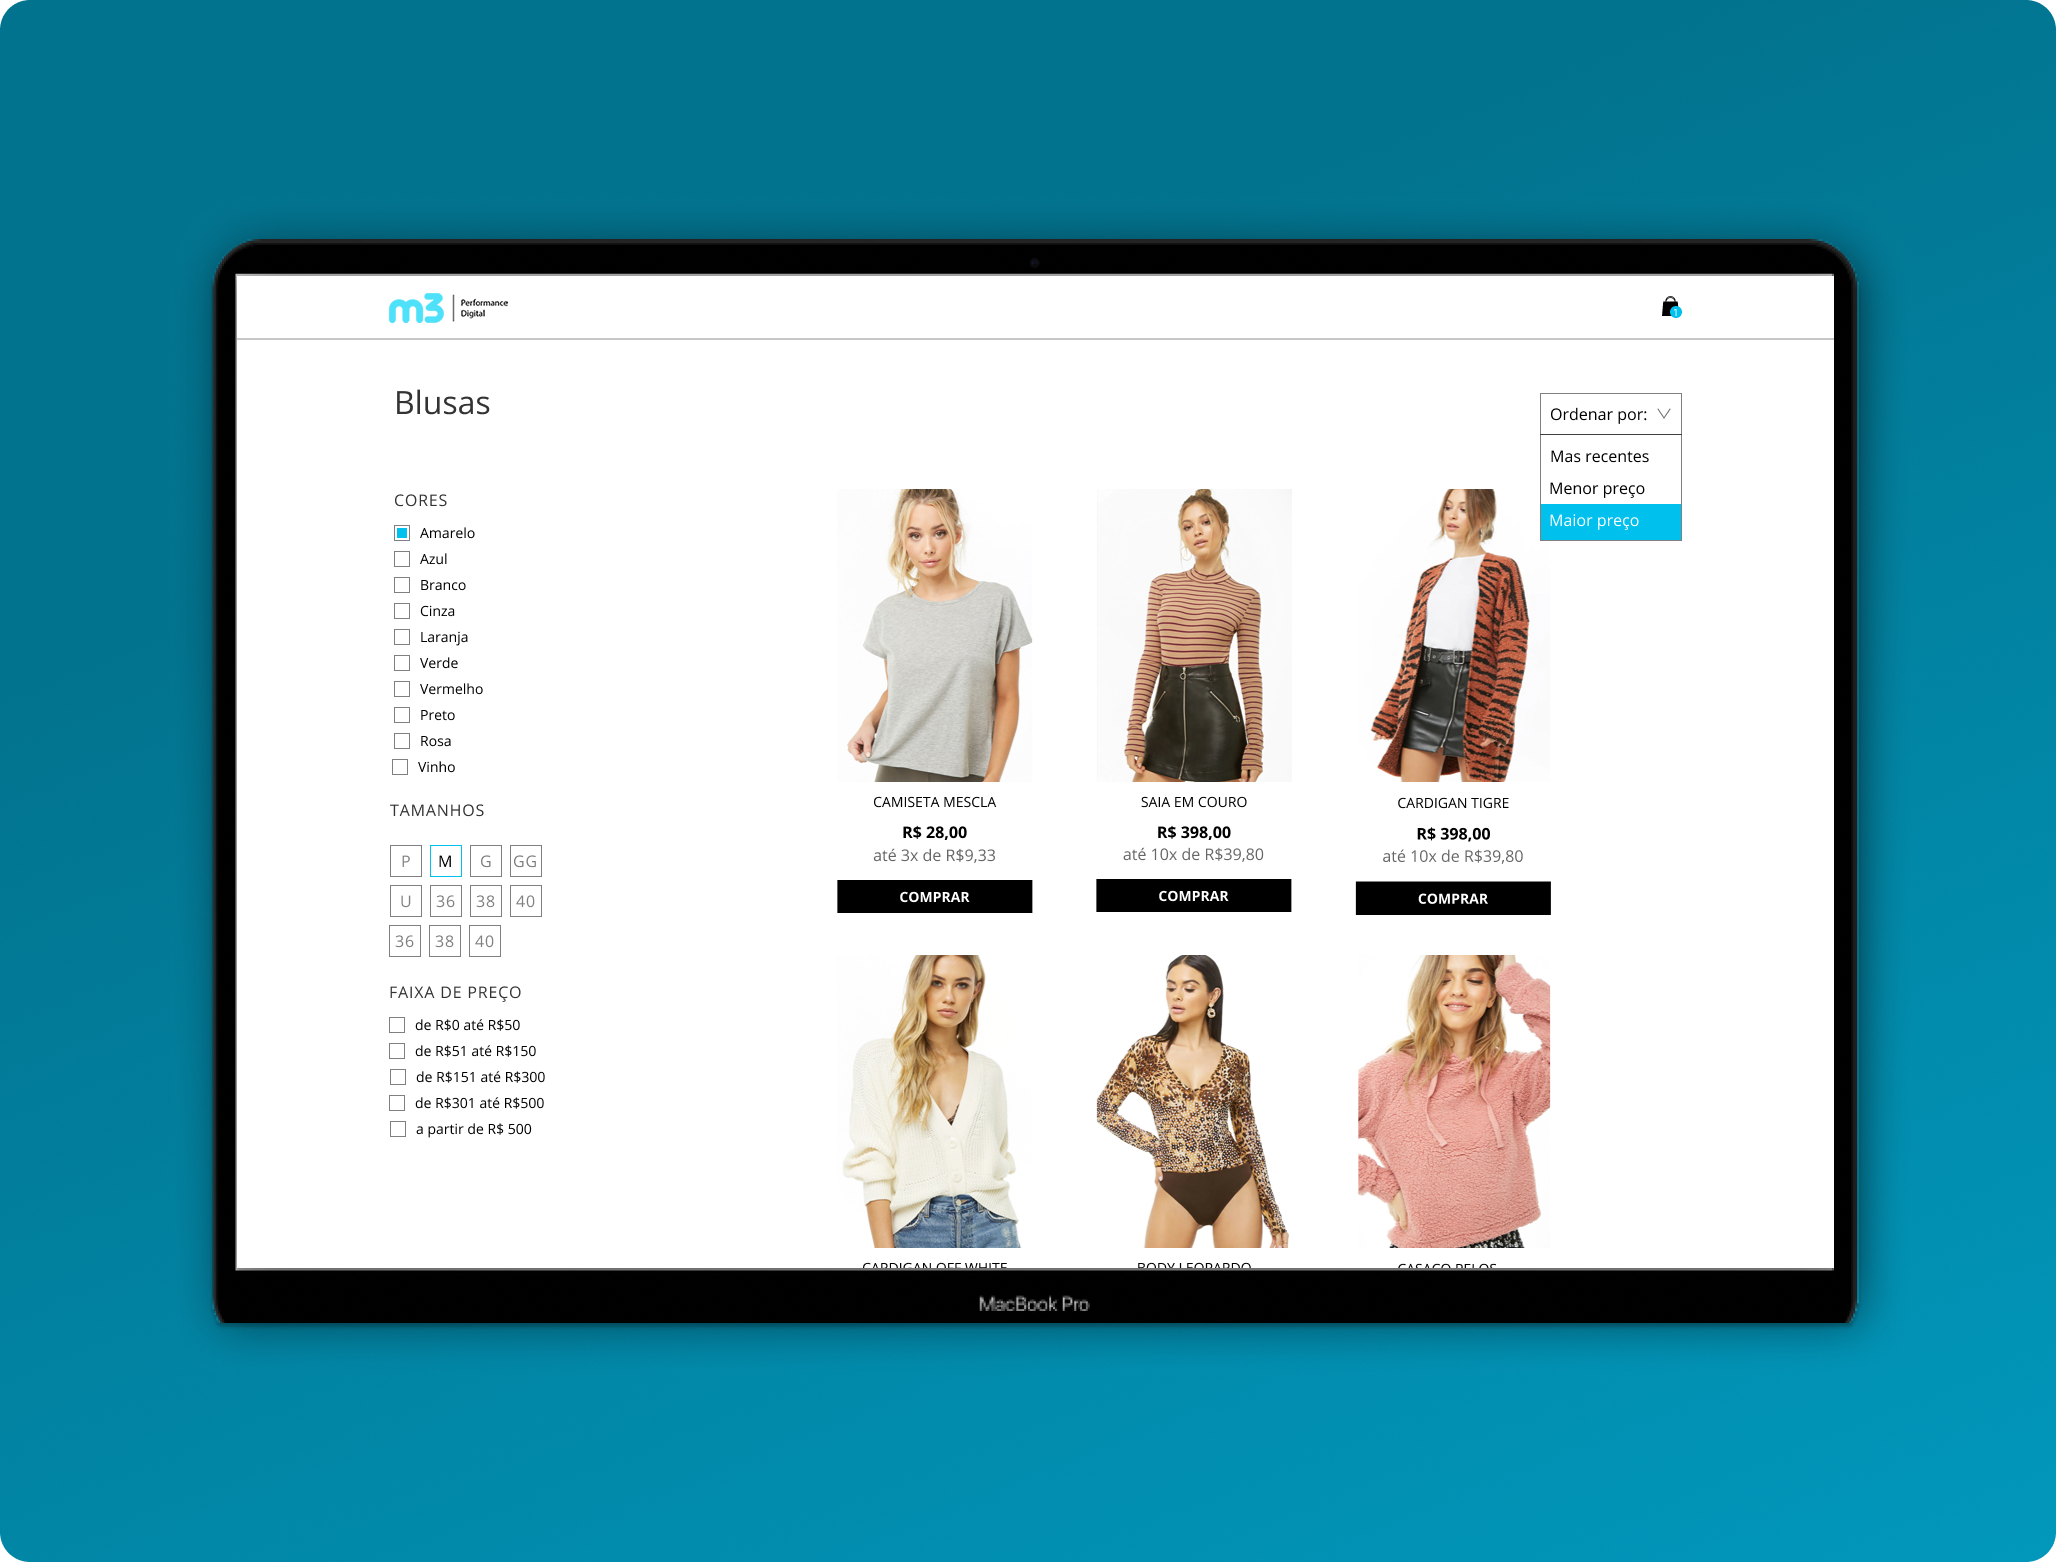 m3 Performance
Digital
1
Blusas
Ordenar por:
Mas recentes
Menor preço
Maior preço
CORES
Amarelo
Azul
Branco
Cinza
Laranja
Verde
Vermelho
Preto
Rosa
Vinho
TAMANHOS
P M G GG
U 36 38 40
36 38 40
FAIXA DE PREÇO
de R$0 até R$50
de R$51 até R$150
de R$151 até R$300
de R$301 até R$500
a partir de R$ 500
CAMISETA MESCLA
R$ 28,00
até 3x de R$9,33
COMPRAR
SAIA EM COURO
R$ 398,00
até 10x de R$39,80
COMPRAR
CARDIGAN TIGRE
R$ 398,00
até 10x de R$39,80
COMPRAR
CARDIGAN OFF WHITE
BODY LEOPARDO
CASACO PELOS
MacBook Pro